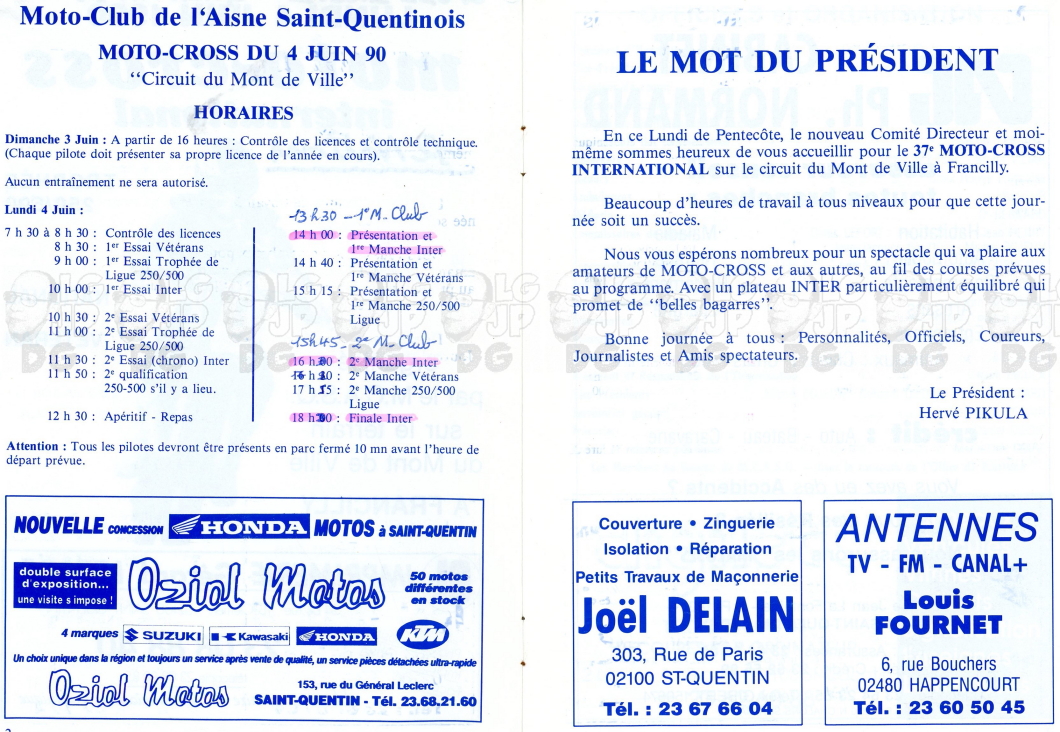 Moto-Club de l'Aisne Saint-Quentinois
MOTO-CROSS DU 4 JUIN 90
‘‘Circuit du Mont de Ville’’
HORAIRES
Dimanche 3 Juin : A partir de 16 heures : Contrôle des licences et contrôle technique.
(Chaque pilote doit présenter sa propre licence de l'année en cours).
Aucun entraînement ne sera autorisé.
Lundi 4 Juin :
7 h 30 à 8 h 30 : Contrôle des licences
8 h 30 : 1er Essai Vétérans
9 h 00 : 1er Essai Trophée de
Ligue 250/500
10 h 00 : 1er Essai Inter
10 h 30 : 2e Essai Vétérans
11 h 00 : 2e Essai Trophée de
Ligue 250/500
11 h 30 : 2e Essai (chrono) Inter
11 h 50 : 2e qualification
250-500 s'il y a lieu.
12 h 30 : Apéritif - Repas
13 h 30 - 1e M. Club
14 h 00 : Présentation et
1re Manche Inter
14 h 40 : Présentation et
1re Manche Vétérans
15 h 15 : Présentation et
1re Manche 250/500
Ligue
15h45 - 2e M. Club
16 h : 2e Manche Inter
h : 2e Manche Vétérans
17 h : 2e Manche 250/500
Ligue
18 h : Finale Inter
Attention : Tous les pilotes devront être présents en parc fermé 10 mn avant l'heure de
départ prévue.
NOUVELLE CONCESSION HONDA MOTOS à SAINT-QUENTIN
double surface
d'exposition...
une visite s impose !
Oziol Motos
50 motos
différentes
en stock
4 marques SUZUKI Kawasaki HONDA KTM
Un choix unique dans la région et toujours un service après vente de qualité, un service pièces détachées ultra-rapide
Oziol Motos
153, rue du Général Leclerc
SAINT-QUENTIN - Tél. 23.68.21.60
LE MOT DU PRÉSIDENT
En ce Lundi de Pentecôte, le nouveau Comité Directeur et moi-
même sommes heureux de vous accueillir pour le 37e MOTO-CROSS
INTERNATIONAL sur le circuit du Mont de Ville à Francilly.
Beaucoup d'heures de travail à tous niveaux pour que cette jour-
née soit un succès.
Nous vous espérons nombreux pour un spectacle qui va plaire aux
amateurs de MOTO-CROSS et aux autres, au fil des courses prévues
au programme. Avec un plateau INTER particulièrement équilibré qui
promet de ‘‘belles bagarres’’.
Bonne journée à tous : Personnalités, Officiels, Coureurs,
Journalistes et Amis spectateurs.
Le Président :
Hervé PIKULA
Couverture • Zinguerie
Isolation • Réparation
Petits Travaux de Maçonnerie
Joël DELAIN
303, Rue de Paris
02100 ST-QUENTIN
Tél. : 23 67 66 04
ANTENNES
TV - FM - CANAL+
Louis
FOURNET
6, rue Bouchers
02480 HAPPENCOURT
Tél. : 23 60 50 45